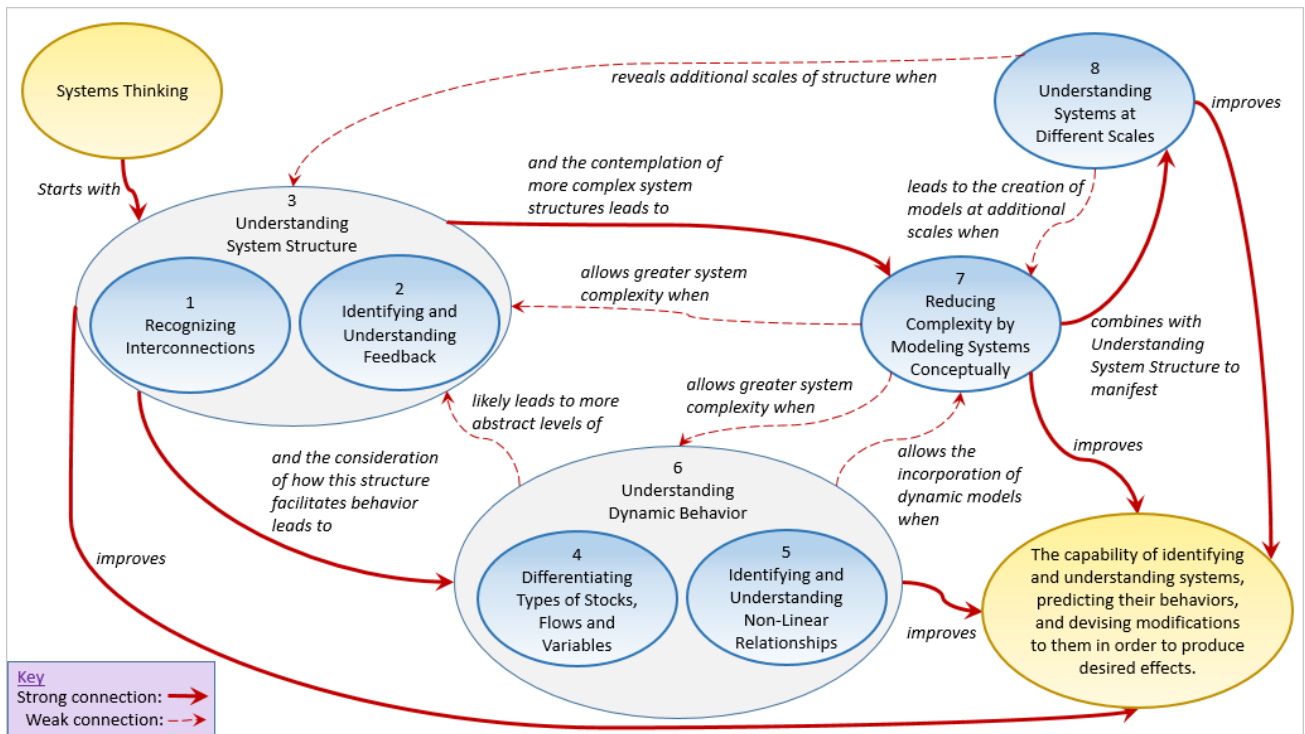 Systems Thinking
Starts with
3
Understanding
System Structure
1
Recognizing
Interconnections
2
Identifying and
Understanding
Feedback
reveals additional scales of structure when
8
Understanding
Systems at
Different Scales
improves
and the contemplation of
more complex system
structures leads to
leads to the creation of
models at additional
scales when
allows greater system
complexity when
7
Reducing
Complexity by
Modeling Systems
Conceptually
combines with
Understanding
System Structure to
manifest
likely leads to more
abstract levels of
allows greater system
complexity when
allows the
incorporation of
dynamic models
when
improves
and the consideration
of how this structure
facilitates behavior
leads to
improves
6
Understanding
Dynamic Behavior
4
Differentiating
Types of Stocks,
Flows and
Variables
5
Identifying and
Understanding
Non-Linear
Relationships
improves
The capability of identifying
and understanding systems,
predicting their behaviors,
and devising modifications
to them in order to produce
desired effects.
Key
Strong connection:
Weak connection: